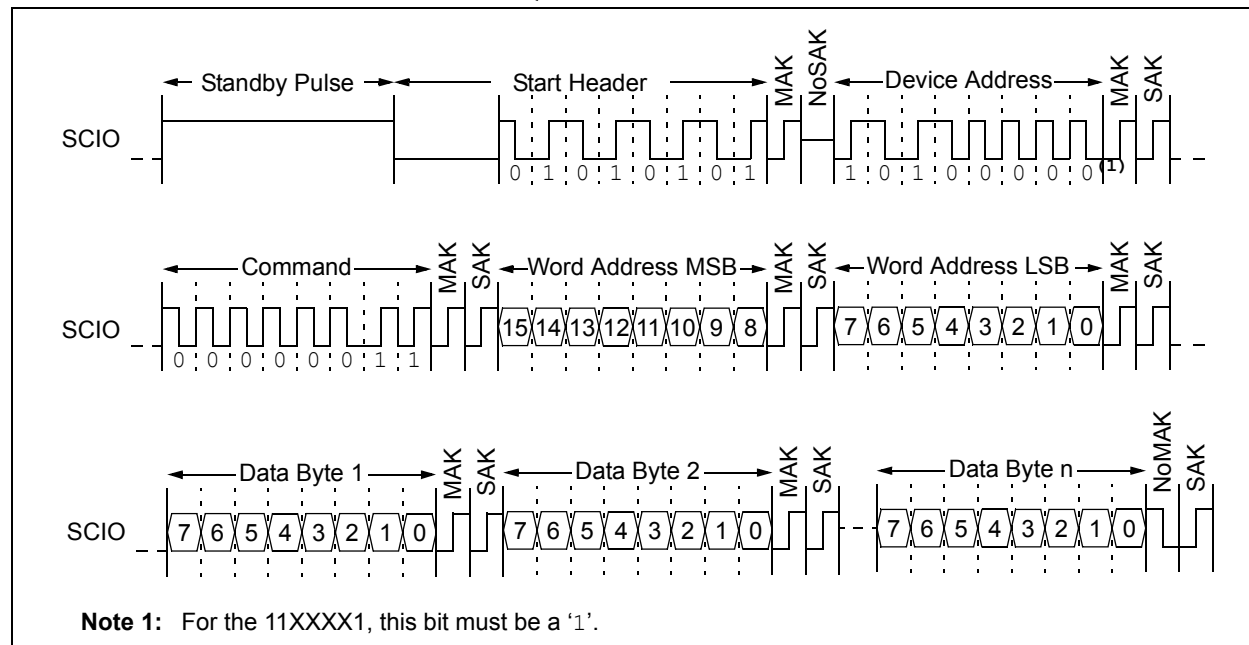 Standby Pulse Start Header MAK NoSAK Device Address MAK SAK
SCIO
0 1 0 1 0 1 0 1 1 0 1 0 0 0 0 0(1)
Command MAK SAK Word Address MSB MAK SAK Word Address LSB MAK SAK
SCIO 15 14 13 12 11 10 9 8 7 6 5 4 3 2 1 0
0 0 0 0 0 0 1 1
Data Byte 1 MAK SAK Data Byte 2 MAK SAK Data Byte n NoMAK SAK
SCIO 7 6 5 4 3 2 1 0 7 6 5 4 3 2 1 0 7 6 5 4 3 2 1 0
Note 1: For the 11XXXX1, this bit must be a ‘1’.